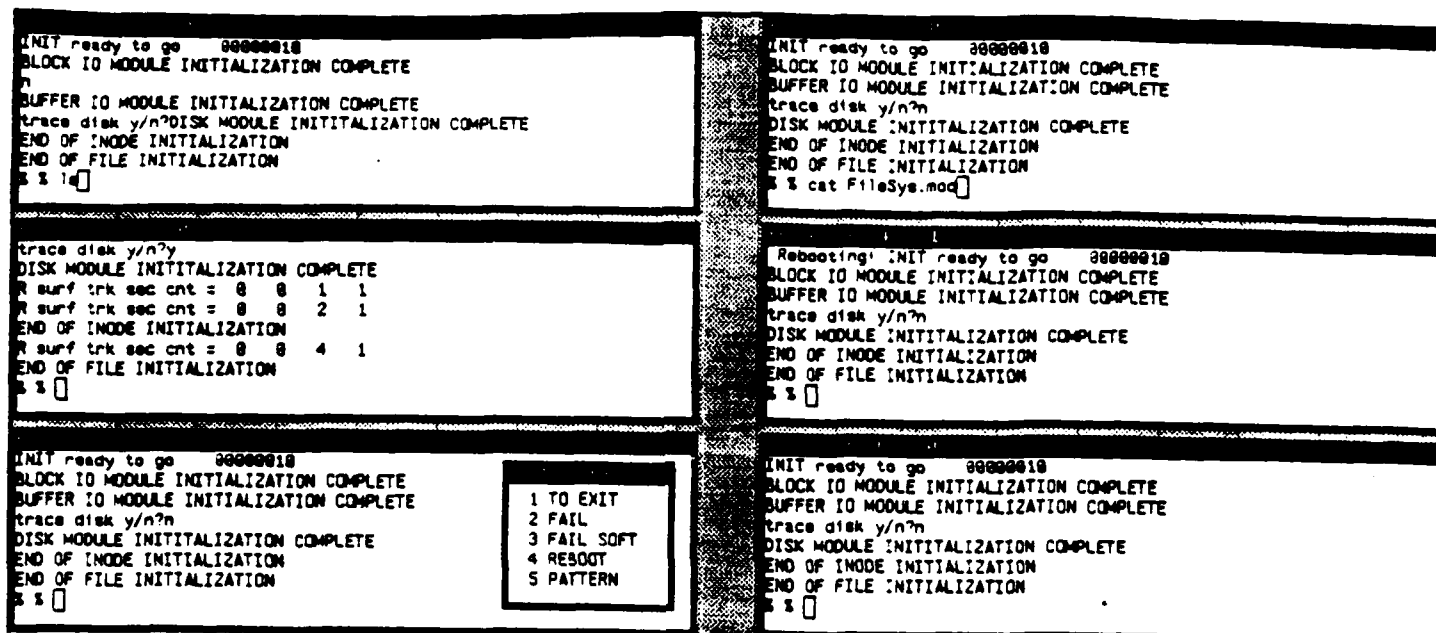 INIT ready to go 00000010
BLOCK IO MODULE INITIALIZATION COMPLETE
n
BUFFER IO MODULE INITIALIZATION COMPLETE
trace disk y/n?DISK MODULE INITITALIZATION COMPLETE
END OF INODE INITIALIZATION
END OF FILE INITIALIZATION
% % ls
trace disk y/n?y
DISK MODULE INITITALIZATION COMPLETE
R surf trk sec cnt = 0 0 1 1
R surf trk sec cnt = 0 0 2 1
END OF INODE INITIALIZATION
R surf trk sec cnt = 0 0 4 1
END OF FILE INITIALIZATION
% %
INIT ready to go 00000010
BLOCK IO MODULE INITIALIZATION COMPLETE
BUFFER IO MODULE INITIALIZATION COMPLETE
trace disk y/n?n
DISK MODULE INITITALIZATION COMPLETE
END OF INODE INITIALIZATION
END OF FILE INITIALIZATION
% %
1 TO EXIT
2 FAIL
3 FAIL SOFT
4 REBOOT
5 PATTERN
INIT ready to go 00000010
BLOCK IO MODULE INITIALIZATION COMPLETE
BUFFER IO MODULE INITIALIZATION COMPLETE
trace disk y/n?n
DISK MODULE INITITALIZATION COMPLETE
END OF INODE INITIALIZATION
END OF FILE INITIALIZATION
% % cat FileSys.mod
Rebooting! INIT ready to go 00000010
BLOCK IO MODULE INITIALIZATION COMPLETE
BUFFER IO MODULE INITIALIZATION COMPLETE
trace disk y/n?n
DISK MODULE INITITALIZATION COMPLETE
END OF INODE INITIALIZATION
END OF FILE INITIALIZATION
% %
INIT ready to go 00000010
BLOCK IO MODULE INITIALIZATION COMPLETE
BUFFER IO MODULE INITIALIZATION COMPLETE
trace disk y/n?n
DISK MODULE INITITALIZATION COMPLETE
END OF INODE INITIALIZATION
END OF FILE INITIALIZATION
% %